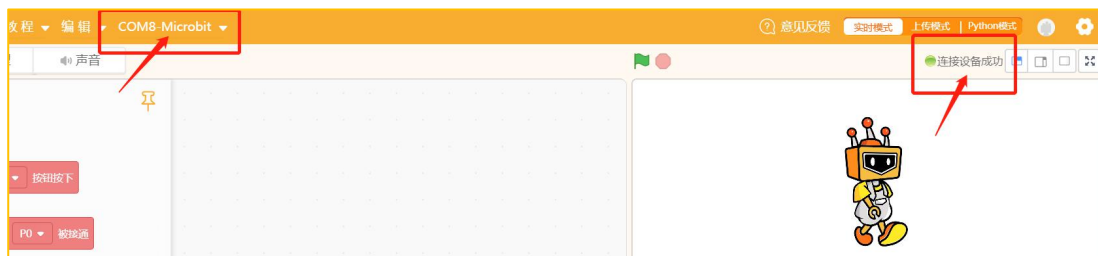 教程 编辑 COM8-Microbit 意见反馈 实时模式 上传模式 | Python模式
声音 连接设备成功
按钮按下
P0 被接通